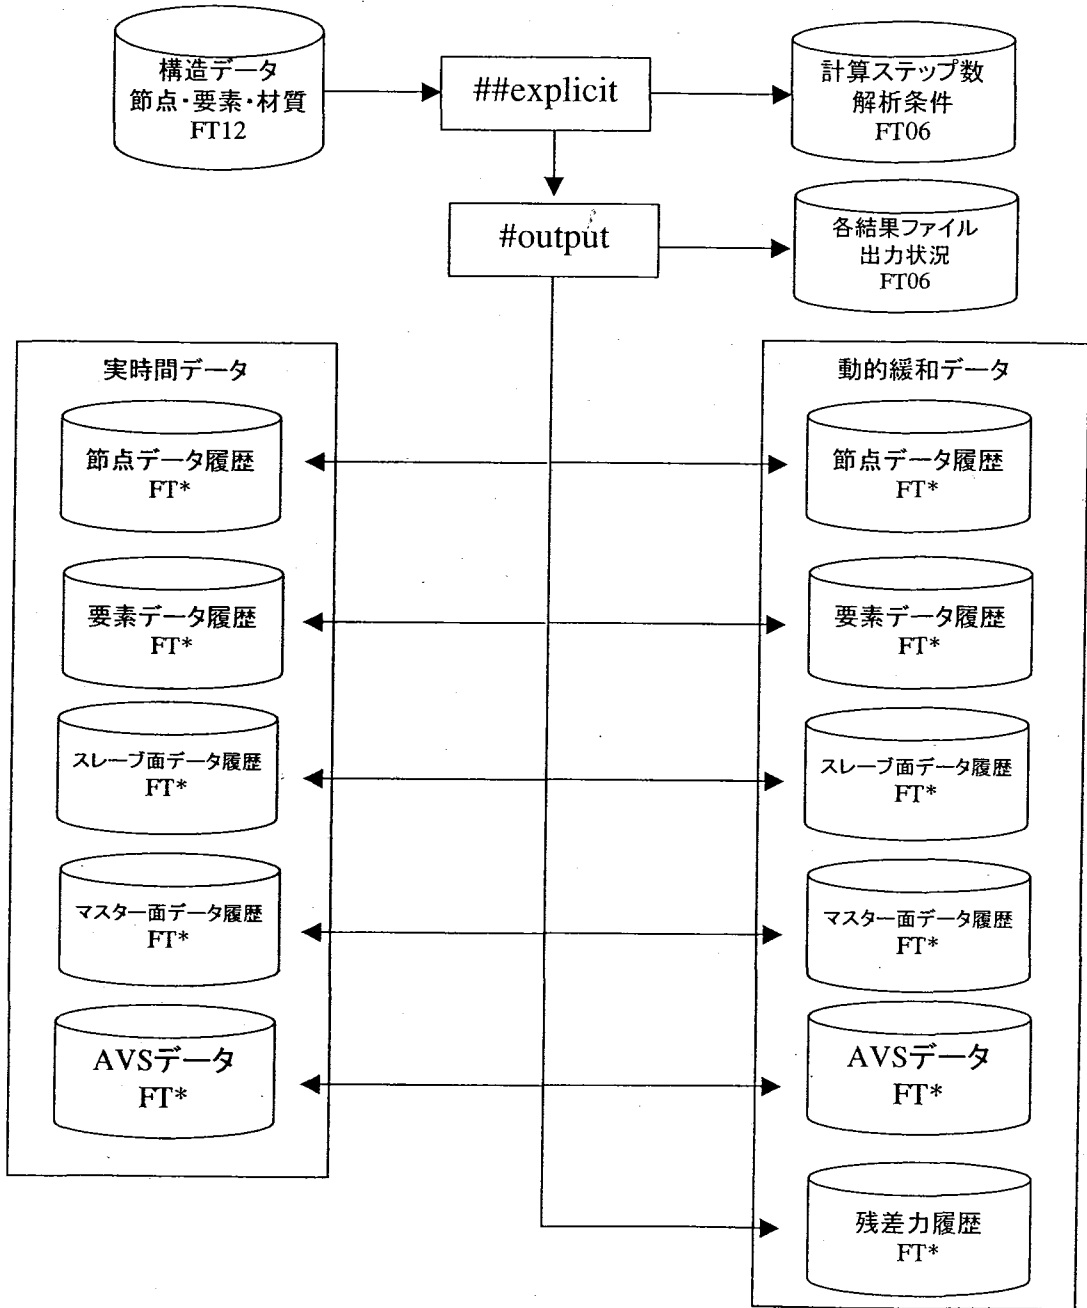 構造データ
節点・要素・材質
FT12
##explicit
計算ステップ数
解析条件
FT06
#output
各結果ファイル
出力状況
FT06
実時間データ
節点データ履歴
FT*
要素データ履歴
FT*
スレーブ面データ履歴
FT*
マスター面データ履歴
FT*
AVSデータ
FT*
動的緩和データ
節点データ履歴
FT*
要素データ履歴
FT*
スレーブ面データ履歴
FT*
マスター面データ履歴
FT*
AVSデータ
FT*
残差力履歴
FT*